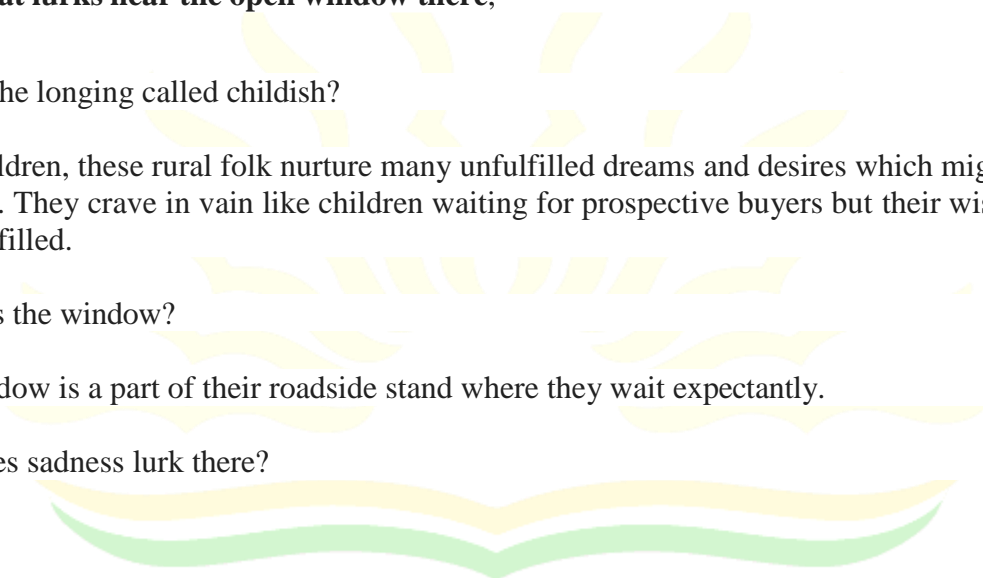 lurks near the open window there,
he longing called childish?
ldren, these rural folk nurture many unfulfilled dreams and desires which mig
. They crave in vain like children waiting for prospective buyers but their wis
filled.
s the window?
dow is a part of their roadside stand where they wait expectantly.
es sadness lurk there?